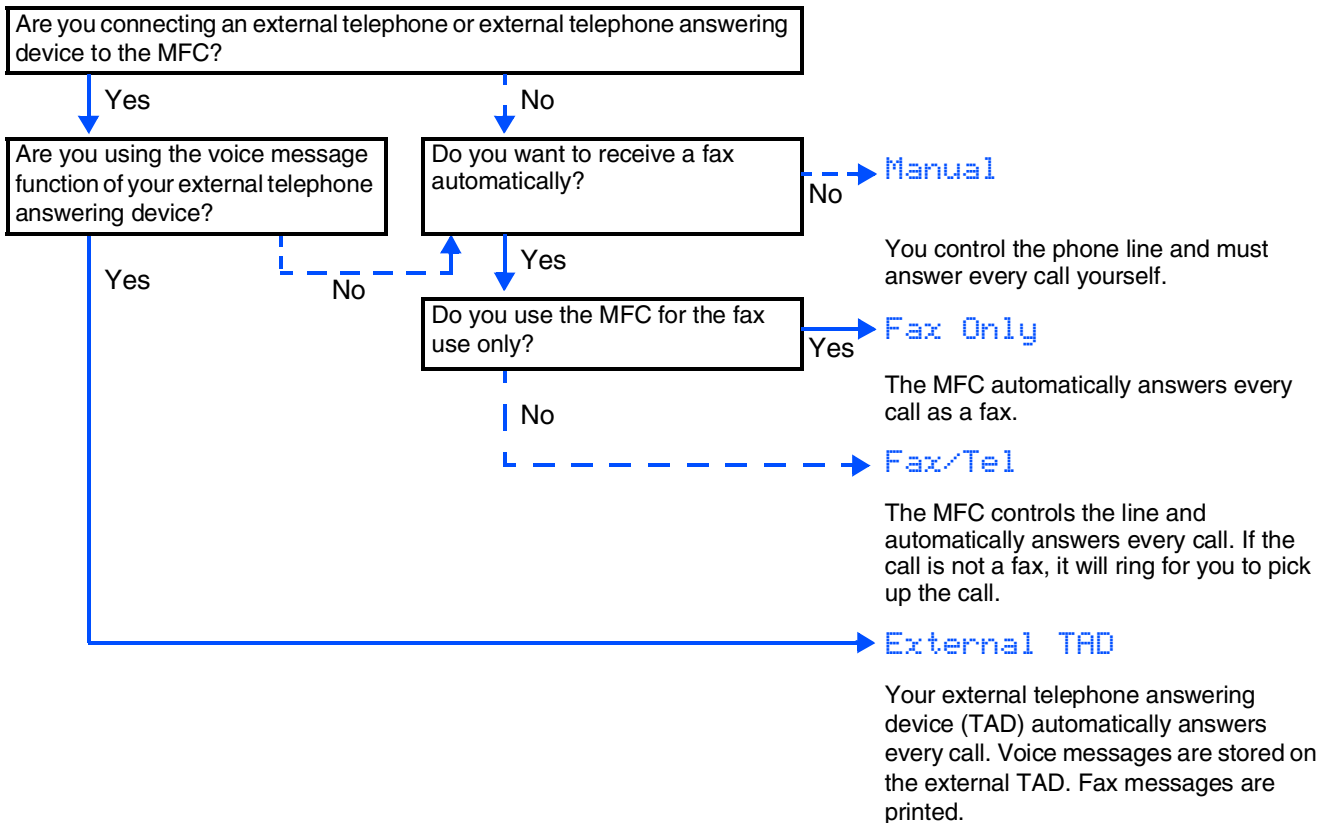 Are you connecting an external telephone or external telephone answering
device to the MFC?
Yes
No
Are you using the voice message
function of your external telephone
answering device?
Do you want to receive a fax
automatically?
No
Manual
You control the phone line and must
answer every call yourself.
Yes
No
Yes
Do you use the MFC for the fax
use only?
Yes
Fax Only
The MFC automatically answers every
call as a fax.
No
Fax/Tel
The MFC controls the line and
automatically answers every call. If the
call is not a fax, it will ring for you to pick
up the call.
External TAD
Your external telephone answering
device (TAD) automatically answers
every call. Voice messages are stored on
the external TAD. Fax messages are
printed.